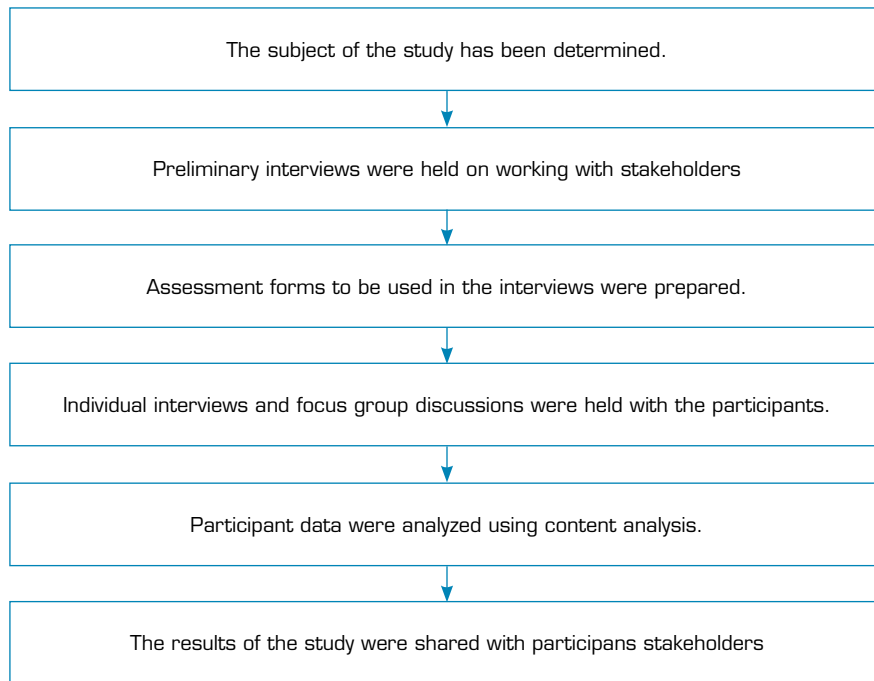 The subject of the study has been determined.
Preliminary interviews were held on working with stakeholders
Assessment forms to be used in the interviews were prepared.
Individual interviews and focus group discussions were held with the participants.
Participant data were analyzed using content analysis.
The results of the study were shared with participans stakeholders